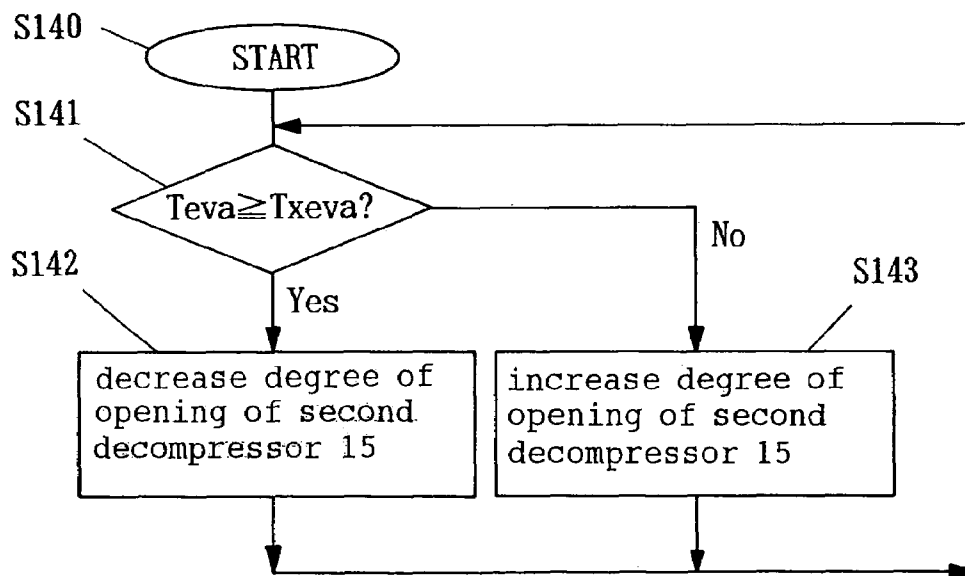 S140
START
S141
Teva≧Txeva?
No
S142
S143
Yes
decrease degree of
opening of second
decompressor 15
increase degree of
opening of second
decompressor 15